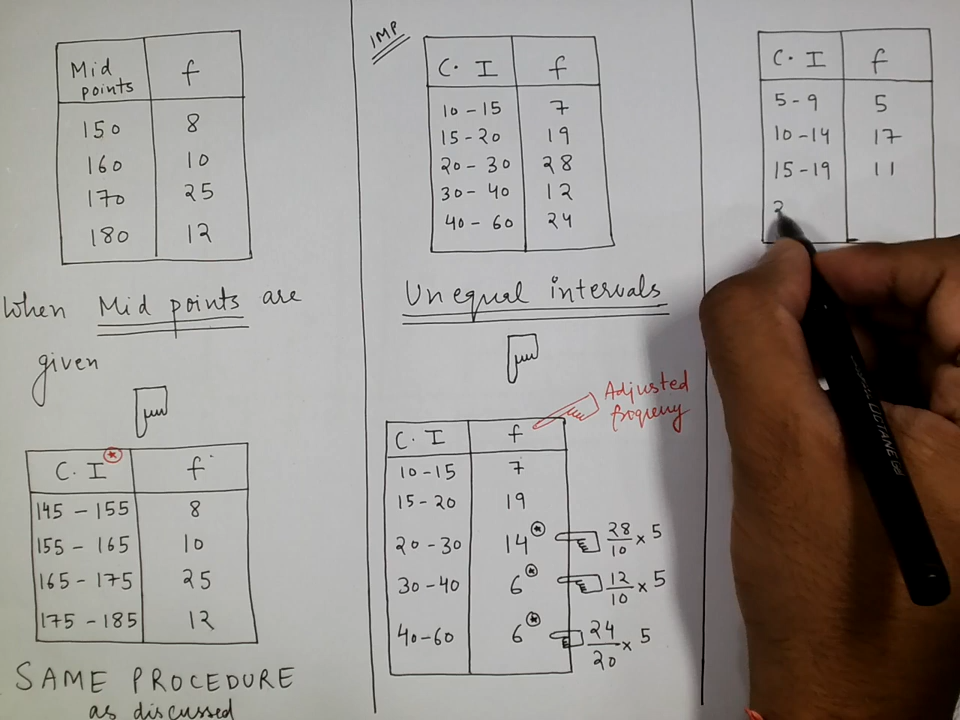 Mid points f
150 8
160 10
170 25
180 12
When Mid points are
given
C. I f
145 - 155 8
155 - 165 10
165 - 175 25
175 - 185 12
SAME PROCEDURE
as discussed
IMP
C. I f
10 - 15 7
15 - 20 19
20 - 30 28
30 - 40 12
40 - 60 24
Unequal intervals
Adjusted
froqueny
C. I f
10 - 15 7
15 - 20 19
20 - 30 14 28/10 × 5
30 - 40 6 12/10 × 5
40 - 60 6 24/20 × 5
C. I f
5 - 9 5
10 - 14 17
15 - 19 11
2